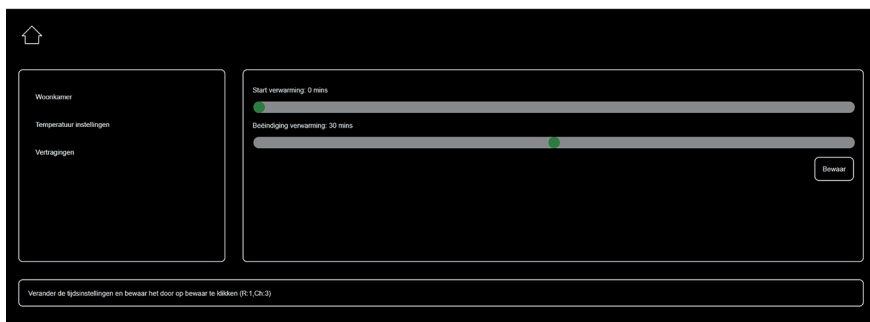 Woonkamer
Temperatuur instellingen
Vertragingen
Start verwarming: 0 mins
Beëindiging verwarming: 30 mins
Bewaar
Verander de tijdsinstellingen en bewaar het door op bewaar te klikken (R:1,Ch:3)